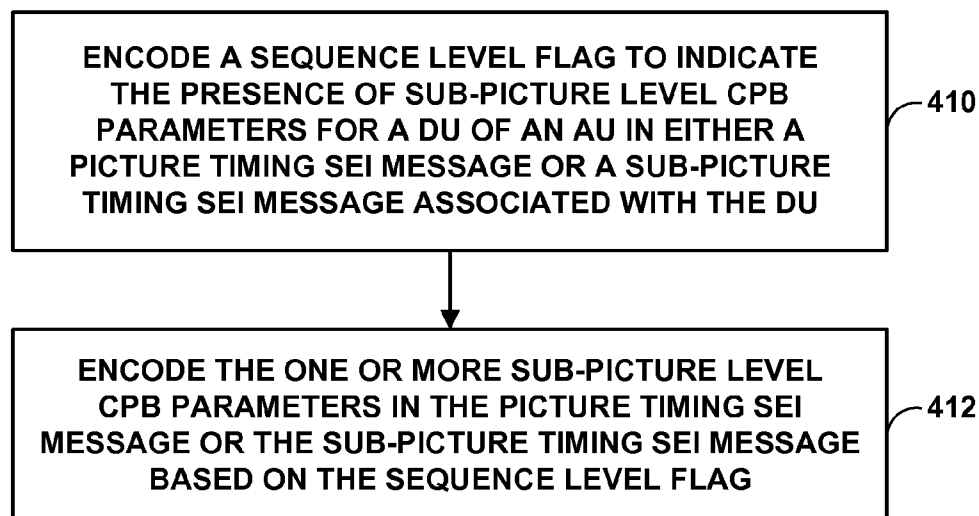 ENCODE A SEQUENCE LEVEL FLAG TO INDICATE
THE PRESENCE OF SUB-PICTURE LEVEL CPB
PARAMETERS FOR A DU OF AN AU IN EITHER A
PICTURE TIMING SEI MESSAGE OR A SUB-PICTURE
TIMING SEI MESSAGE ASSOCIATED WITH THE DU
410
ENCODE THE ONE OR MORE SUB-PICTURE LEVEL
CPB PARAMETERS IN THE PICTURE TIMING SEI
MESSAGE OR THE SUB-PICTURE TIMING SEI MESSAGE
BASED ON THE SEQUENCE LEVEL FLAG
412